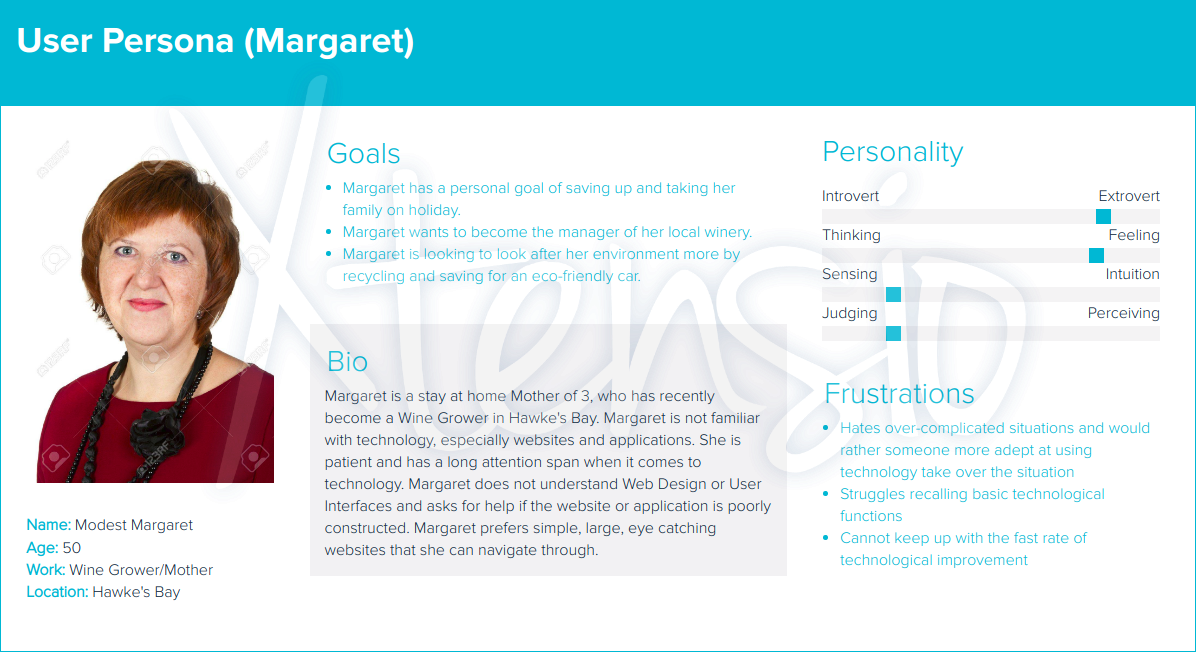 User Persona (Margaret)
Goals
Margaret has a personal goal of saving up and taking her
family on holiday.
Margaret wants to become the manager of her local winery.
Margaret is looking to look after her environment more by
recycling and saving for an eco-friendly car.
Bio
Margaret is a stay at home Mother of 3, who has recently
become a Wine Grower in Hawke's Bay. Margaret is not familiar
with technology, especially websites and applications. She is
patient and has a long attention span when it comes to
technology. Margaret does not understand Web Design or User
Interfaces and asks for help if the website or application is poorly
constructed. Margaret prefers simple, large, eye catching
websites that she can navigate through.
Name: Modest Margaret
Age: 50
Work: Wine Grower/Mother
Location: Hawke's Bay
Personality
Introvert Extrovert
Thinking Feeling
Sensing Intuition
Judging Perceiving
Frustrations
Hates over-complicated situations and would
rather someone more adept at using
technology take over the situation
Struggles recalling basic technological
functions
Cannot keep up with the fast rate of
technological improvement
Xtensio